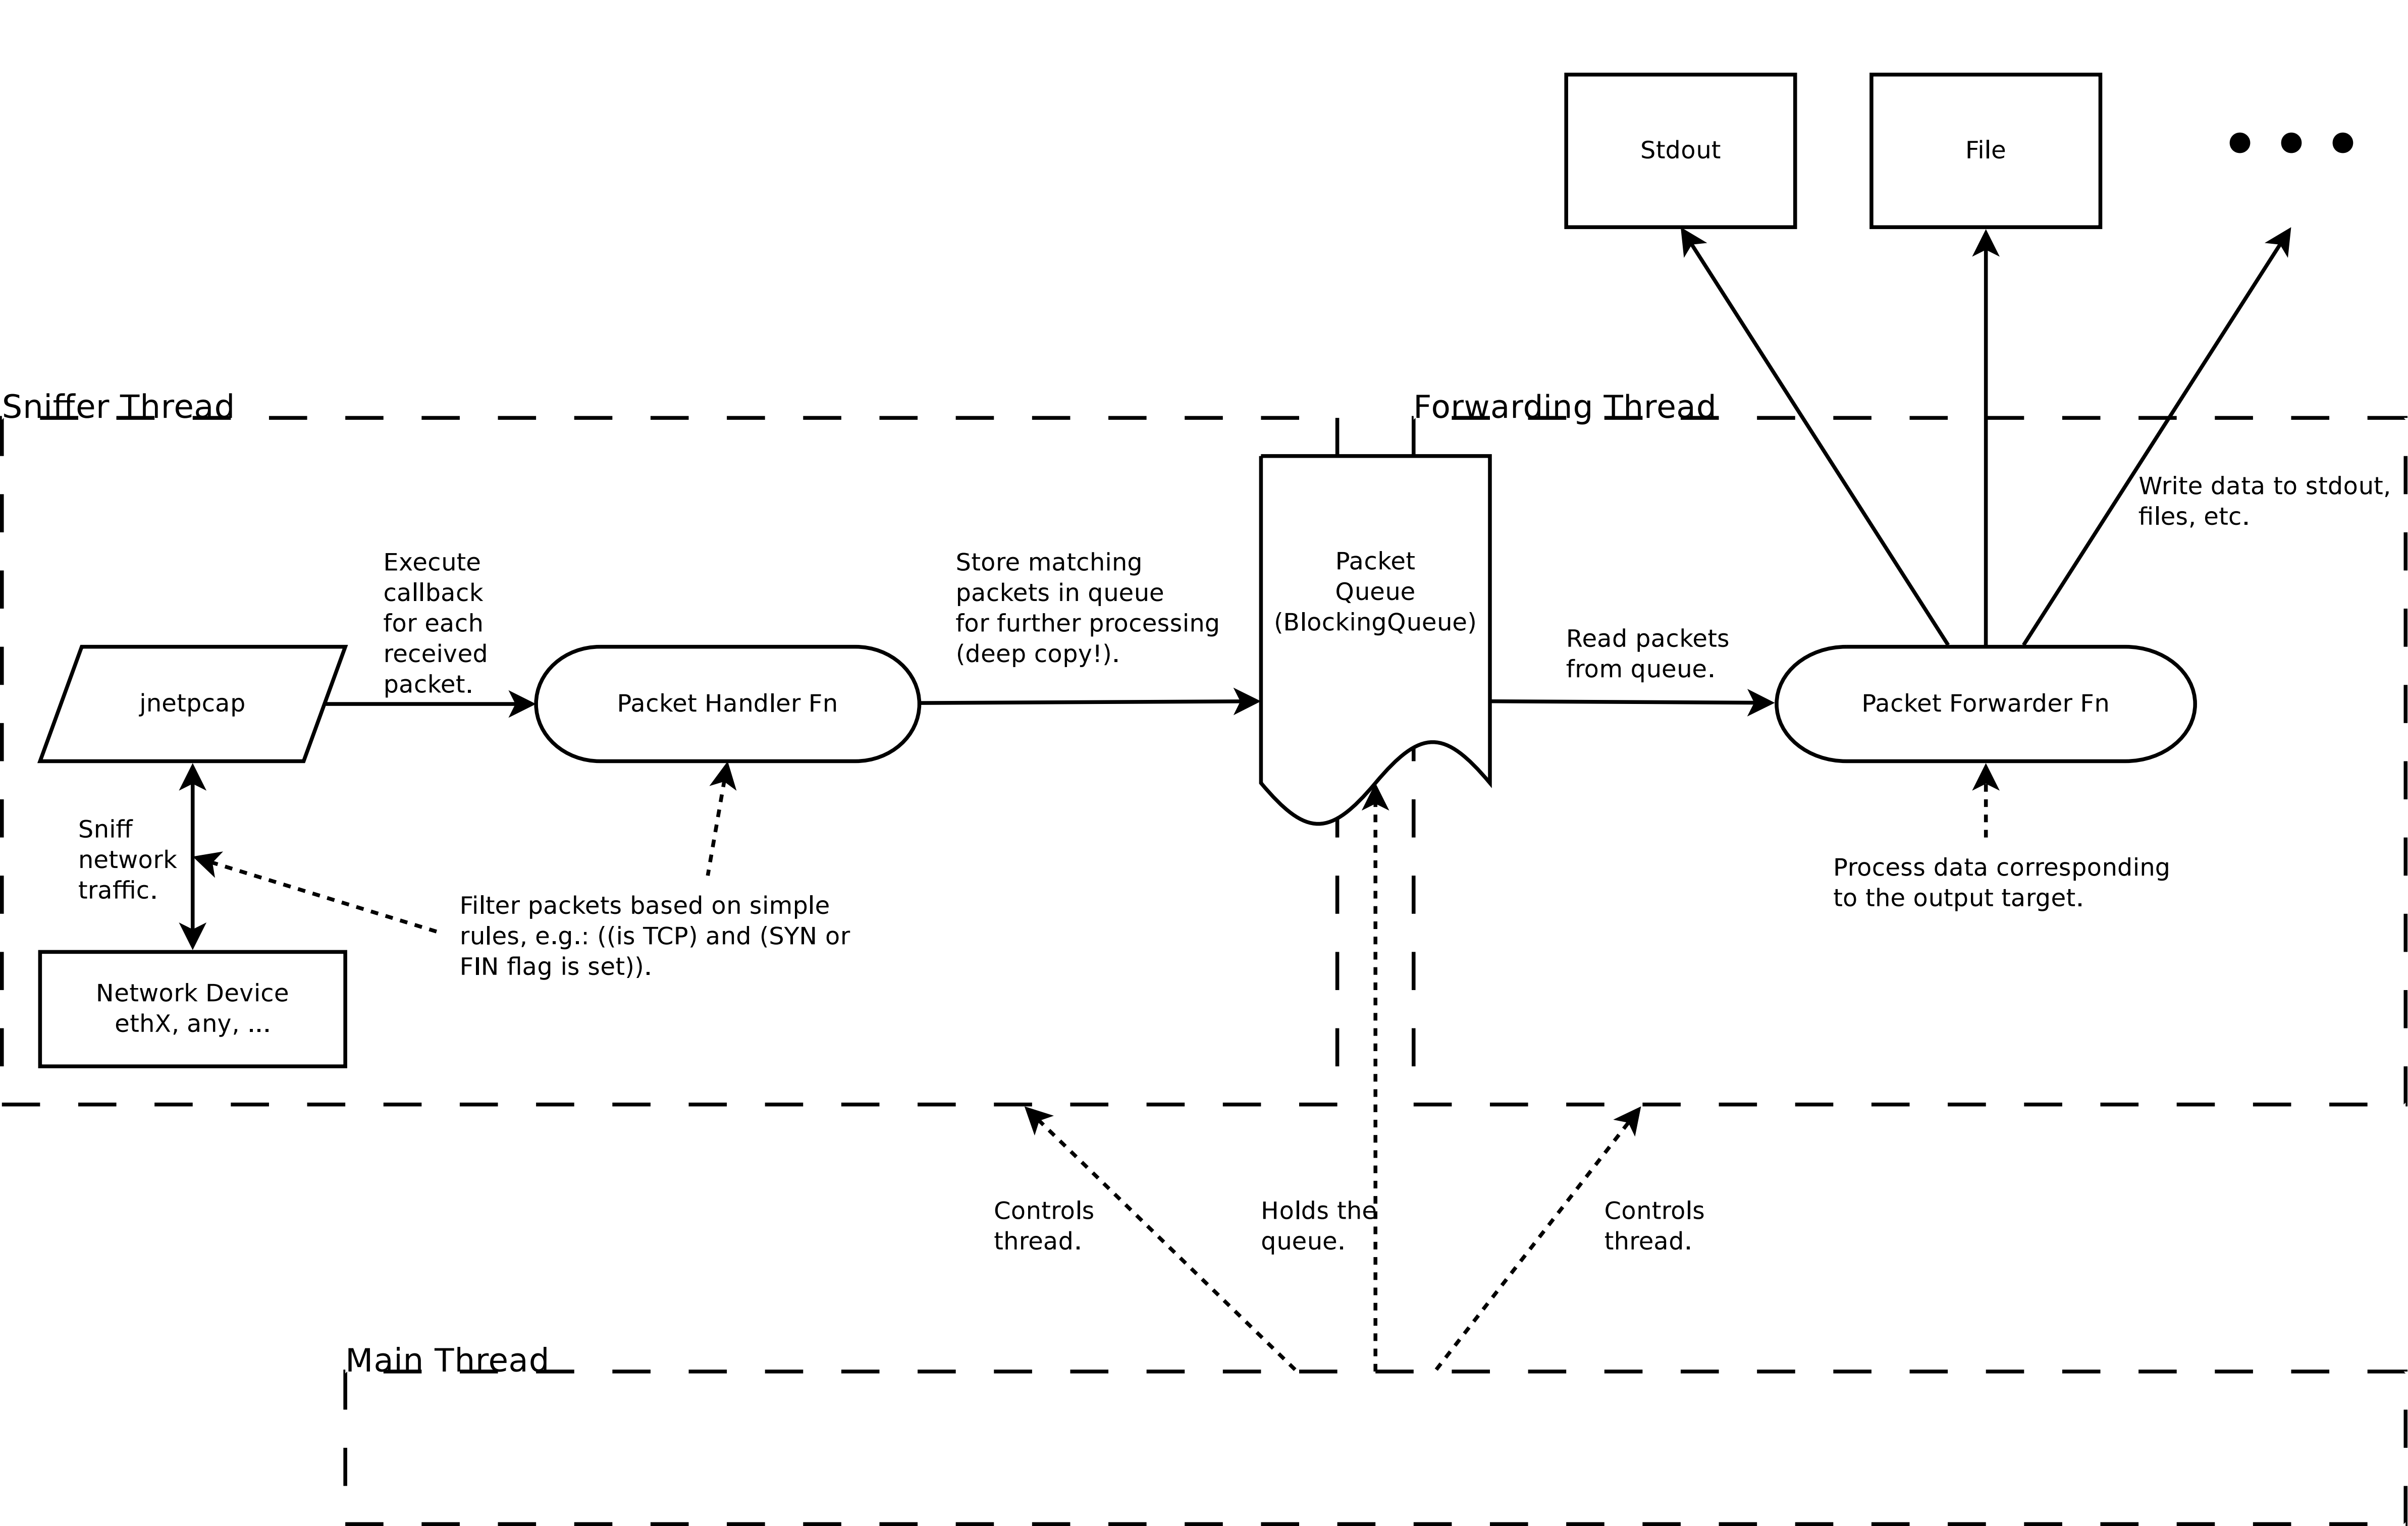 Stdout
File
Sniffer Thread
Forwarding Thread
Write data to stdout,
files, etc.
Execute
callback
for each
received
packet.
Store matching
packets in queue
for further processing
(deep copy!).
Packet
Queue
(BlockingQueue)
Read packets
from queue.
jnetpcap
Packet Handler Fn
Packet Forwarder Fn
Sniff
network
traffic.
Filter packets based on simple
rules, e.g.: ((is TCP) and (SYN or
FIN flag is set)).
Process data corresponding
to the output target.
Network Device
ethX, any, ...
Controls
thread.
Holds the
queue.
Controls
thread.
Main Thread